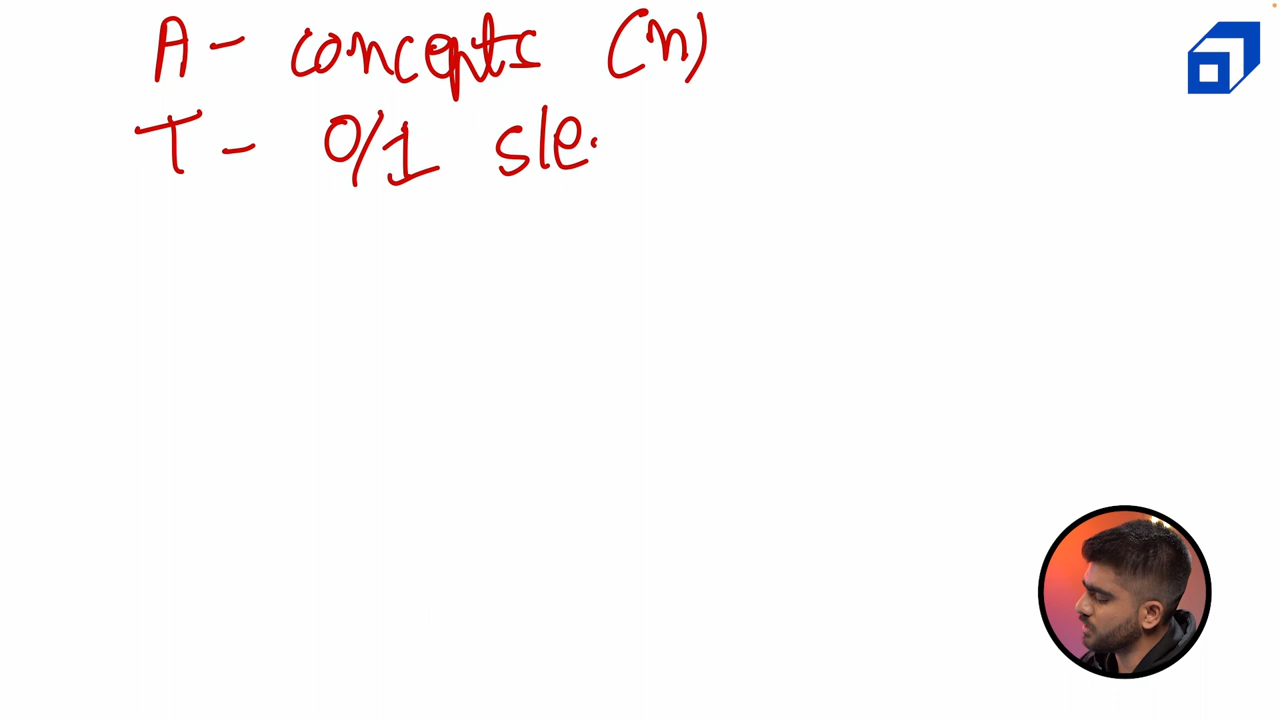 A - concepts (n)
T - 0/1 sle.